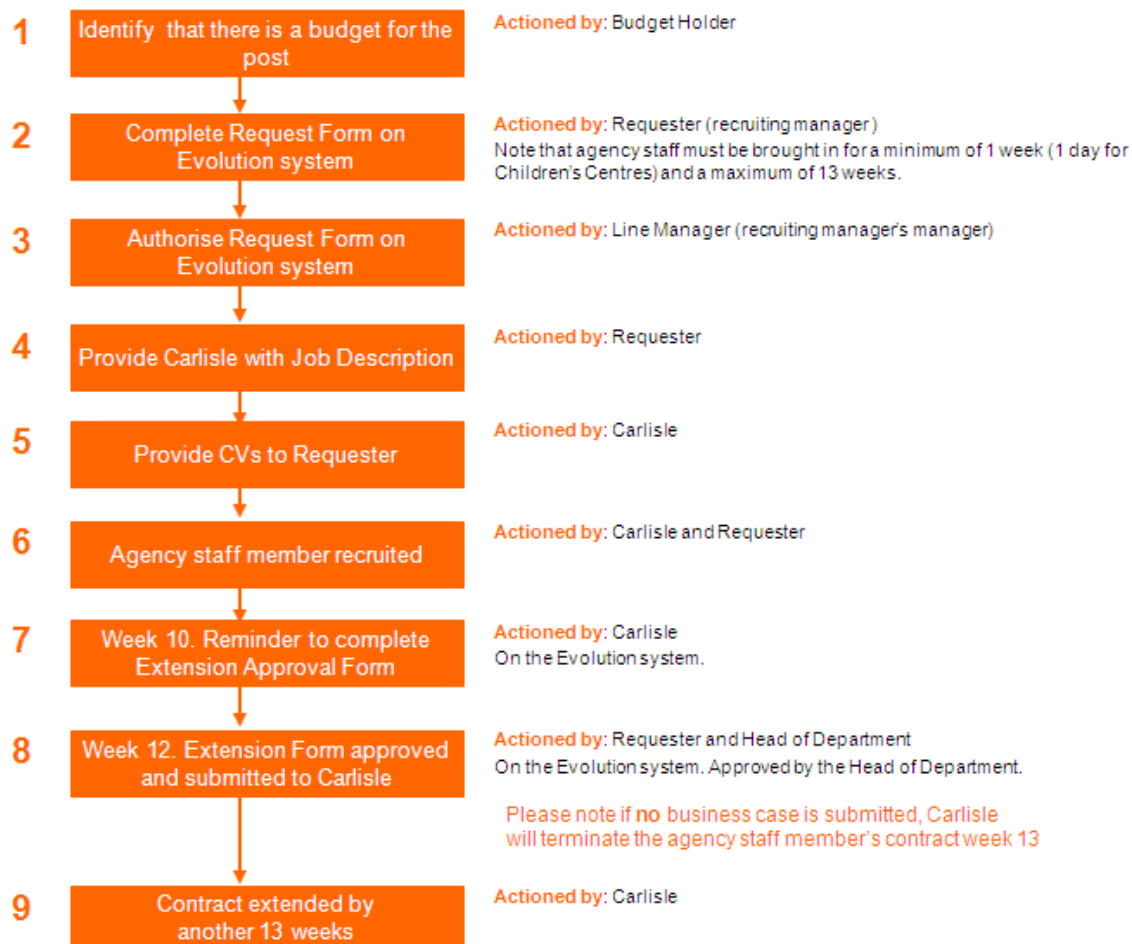 1
Identify that there is a budget for the
post
Actioned by: Budget Holder
2
Complete Request Form on
Evolution system
Actioned by: Requester (recruiting manager)
Note that agency staff must be brought in for a minimum of 1 week (1 day for
Children's Centres) and a maximum of 13 weeks.
3
Authorise Request Form on
Evolution system
Actioned by: Line Manager (recruiting manager's manager)
4
Provide Carlisle with Job Description
Actioned by: Requester
5
Provide CVs to Requester
Actioned by: Carlisle
6
Agency staff member recruited
Actioned by: Carlisle and Requester
7
Week 10. Reminder to complete
Extension Approval Form
Actioned by: Carlisle
On the Evolution system.
8
Week 12. Extension Form approved
and submitted to Carlisle
Actioned by: Requester and Head of Department
On the Evolution system. Approved by the Head of Department.
Please note if no business case is submitted, Carlisle
will terminate the agency staff member's contract week 13
9
Contract extended by
another 13 weeks
Actioned by: Carlisle